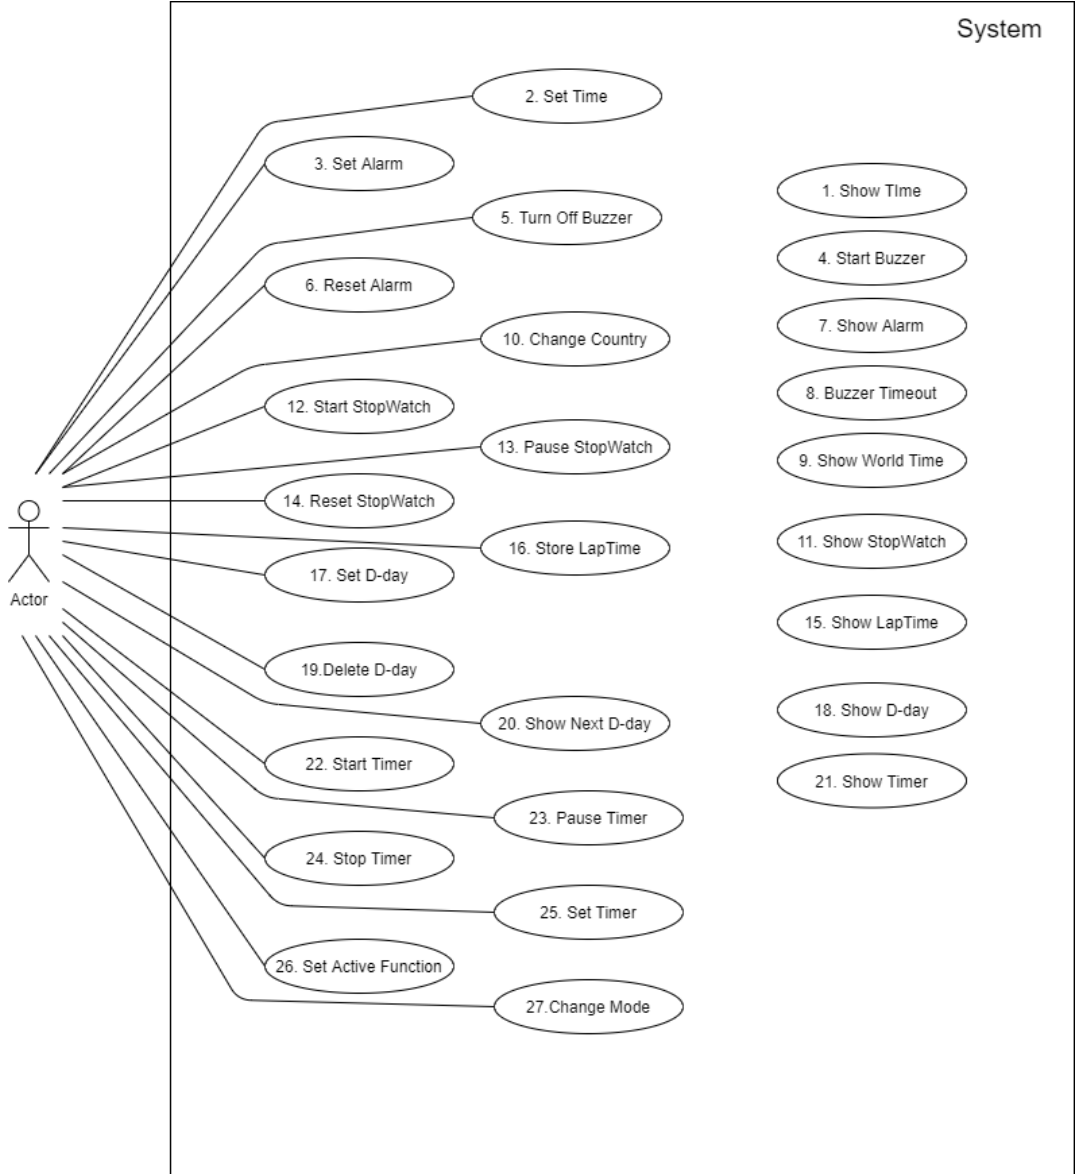 System
2. Set Time
3. Set Alarm
1. Show TIme
5. Turn Off Buzzer
4. Start Buzzer
6. Reset Alarm
7. Show Alarm
10. Change Country
8. Buzzer Timeout
12. Start StopWatch
13. Pause StopWatch
9. Show World Time
14. Reset StopWatch
11. Show StopWatch
16. Store LapTime
17. Set D-day
Actor
15. Show LapTime
19.Delete D-day
18. Show D-day
20. Show Next D-day
22. Start Timer
21. Show Timer
23. Pause Timer
24. Stop Timer
25. Set Timer
26. Set Active Function
27.Change Mode